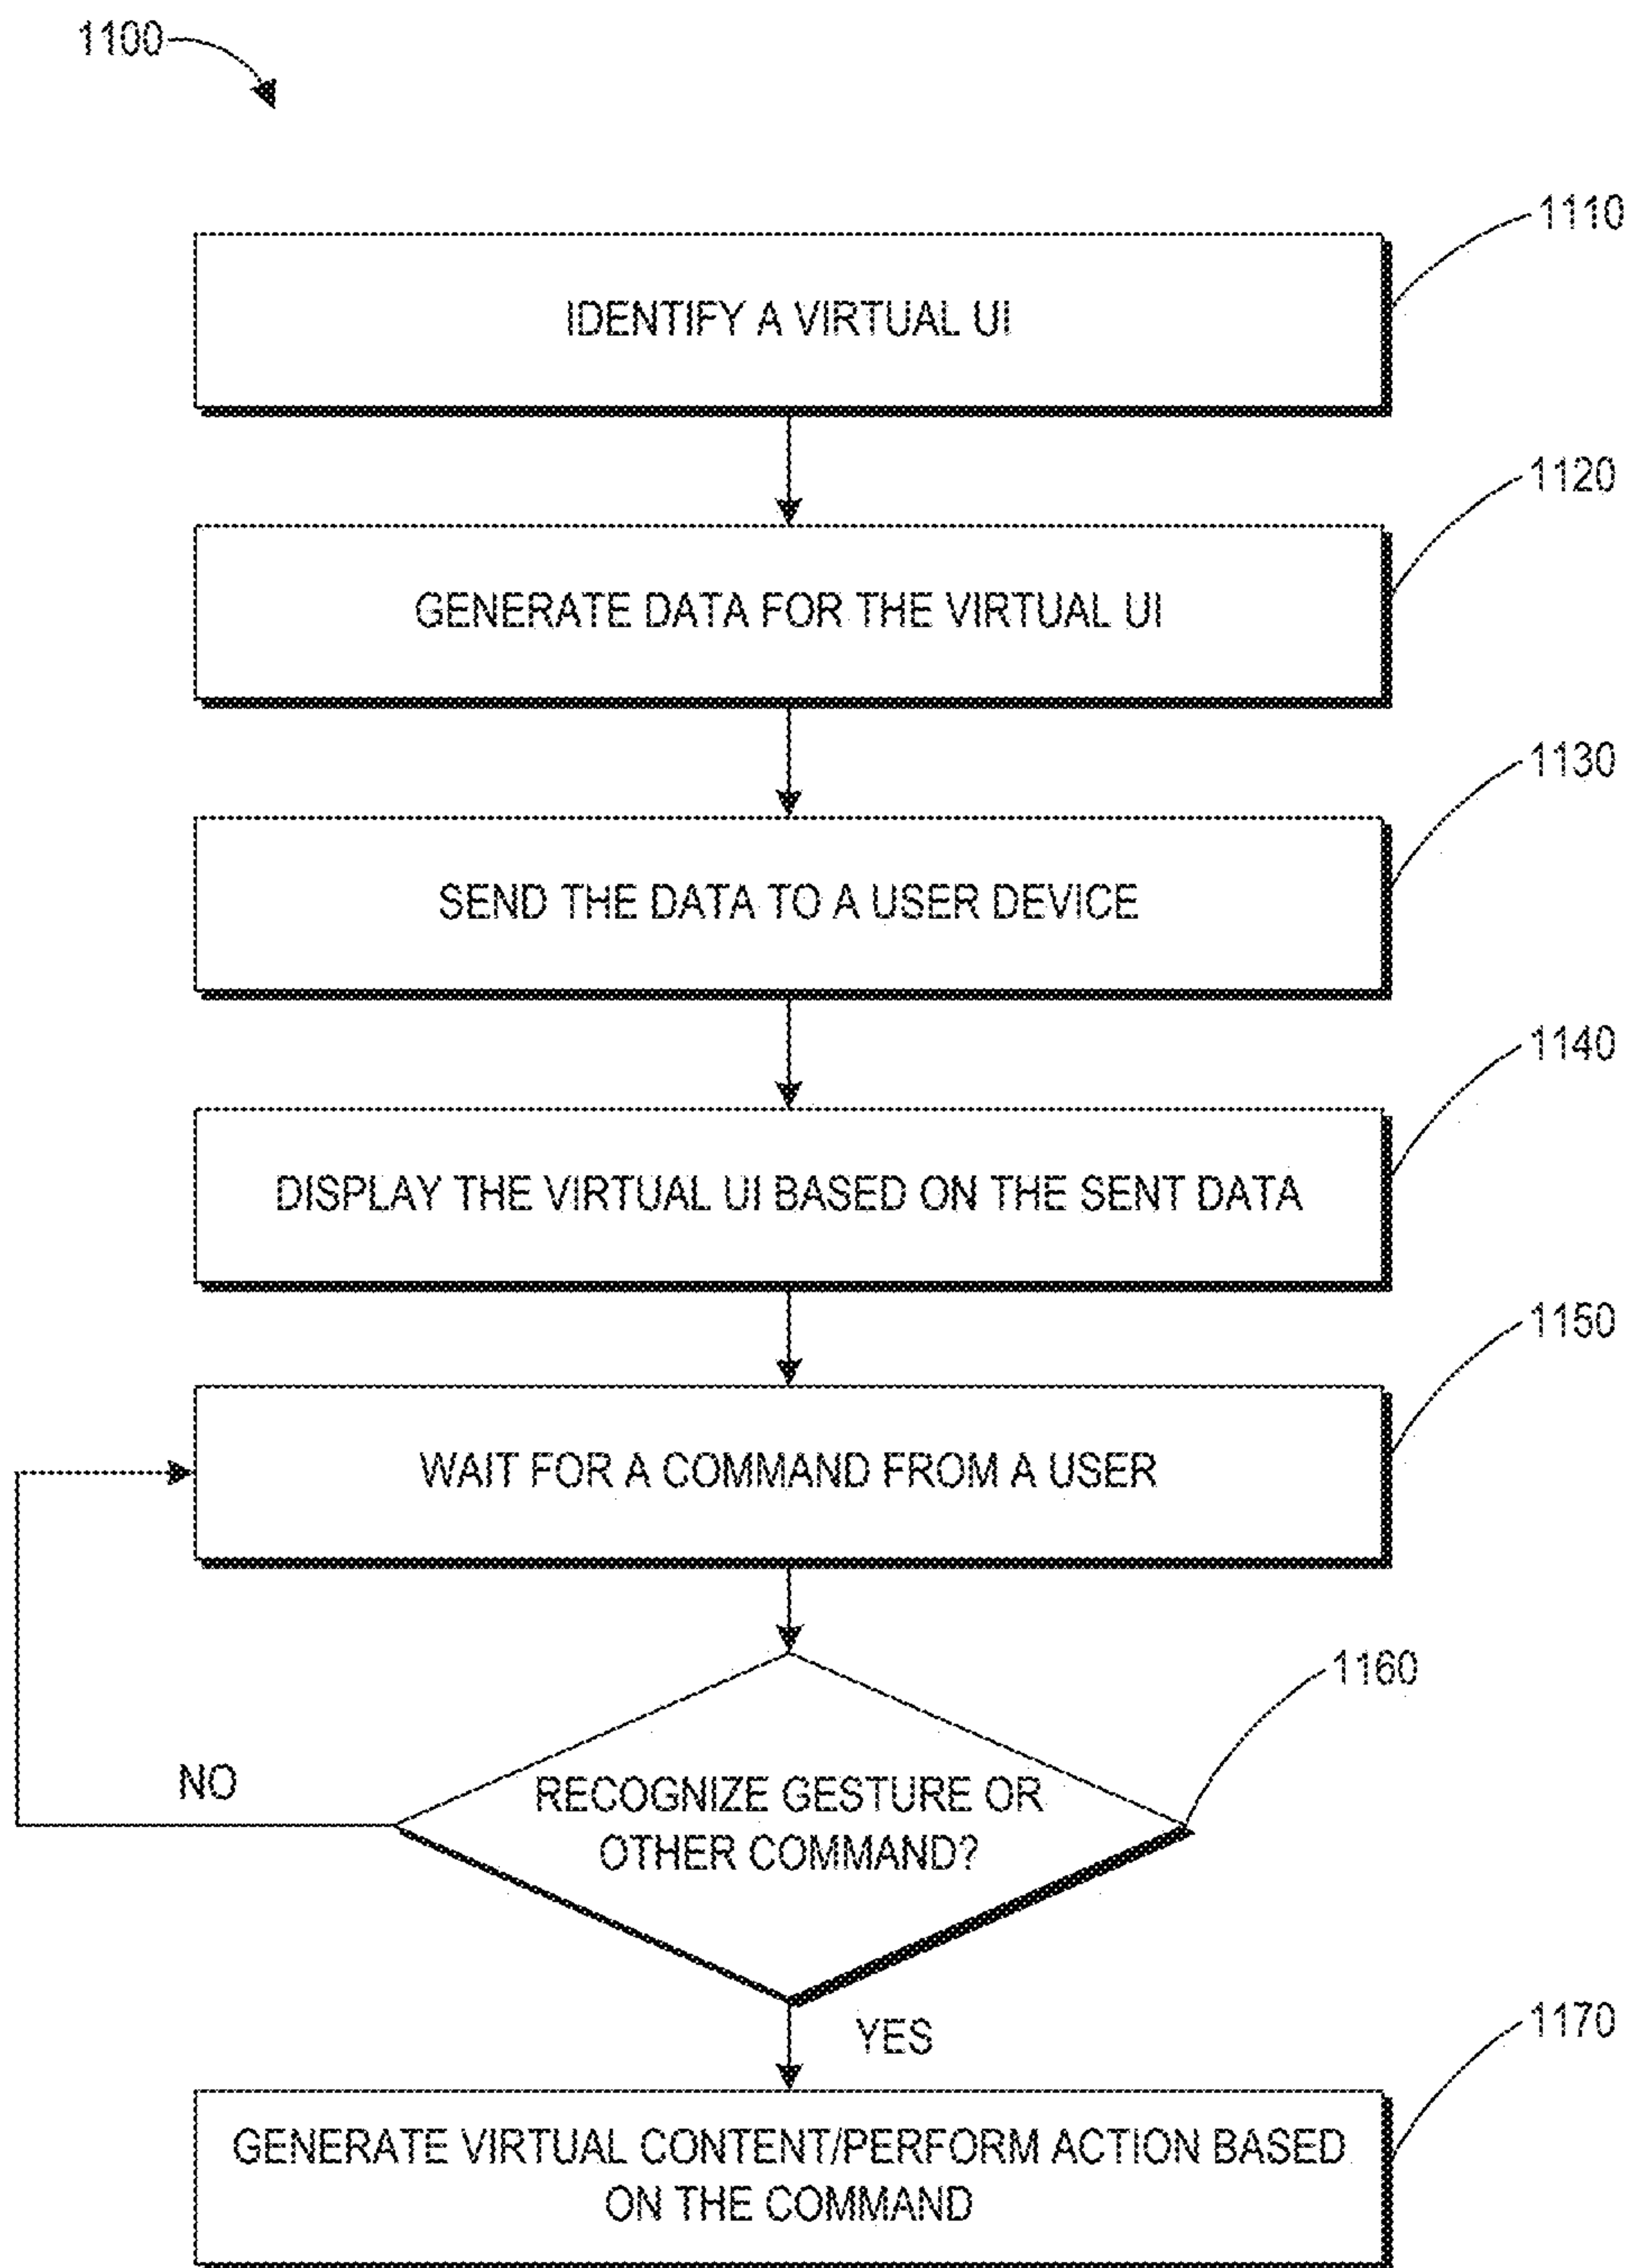 1100
1110
IDENTIFY A VIRTUAL UI
1120
GENERATE DATA FOR THE VIRTUAL UI
1130
SEND THE DATA TO A USER DEVICE
1140
DISPLAY THE VIRTUAL UI BASED ON THE SENT DATA
1150
WAIT FOR A COMMAND FROM A USER
1160
NO
RECOGNIZE GESTURE OR
OTHER COMMAND?
YES
1170
GENERATE VIRTUAL CONTENT/PERFORM ACTION BASED
ON THE COMMAND